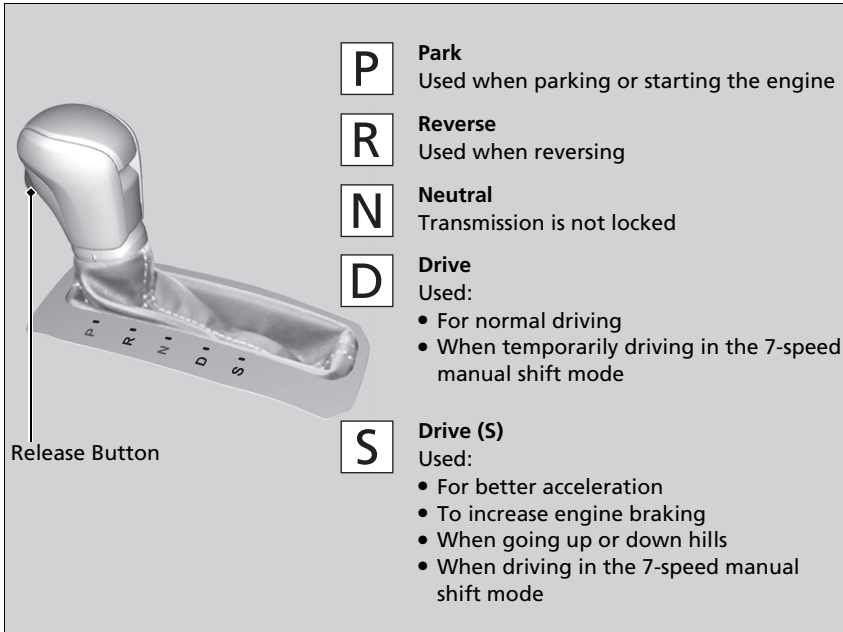 P
Park
Used when parking or starting the engine
R
Reverse
Used when reversing
N
Neutral
Transmission is not locked
D
Drive
Used:
• For normal driving
• When temporarily driving in the 7-speed
manual shift mode
S
Drive (S)
Used:
• For better acceleration
• To increase engine braking
• When going up or down hills
• When driving in the 7-speed manual
shift mode
P
R
N
D
S
Release Button